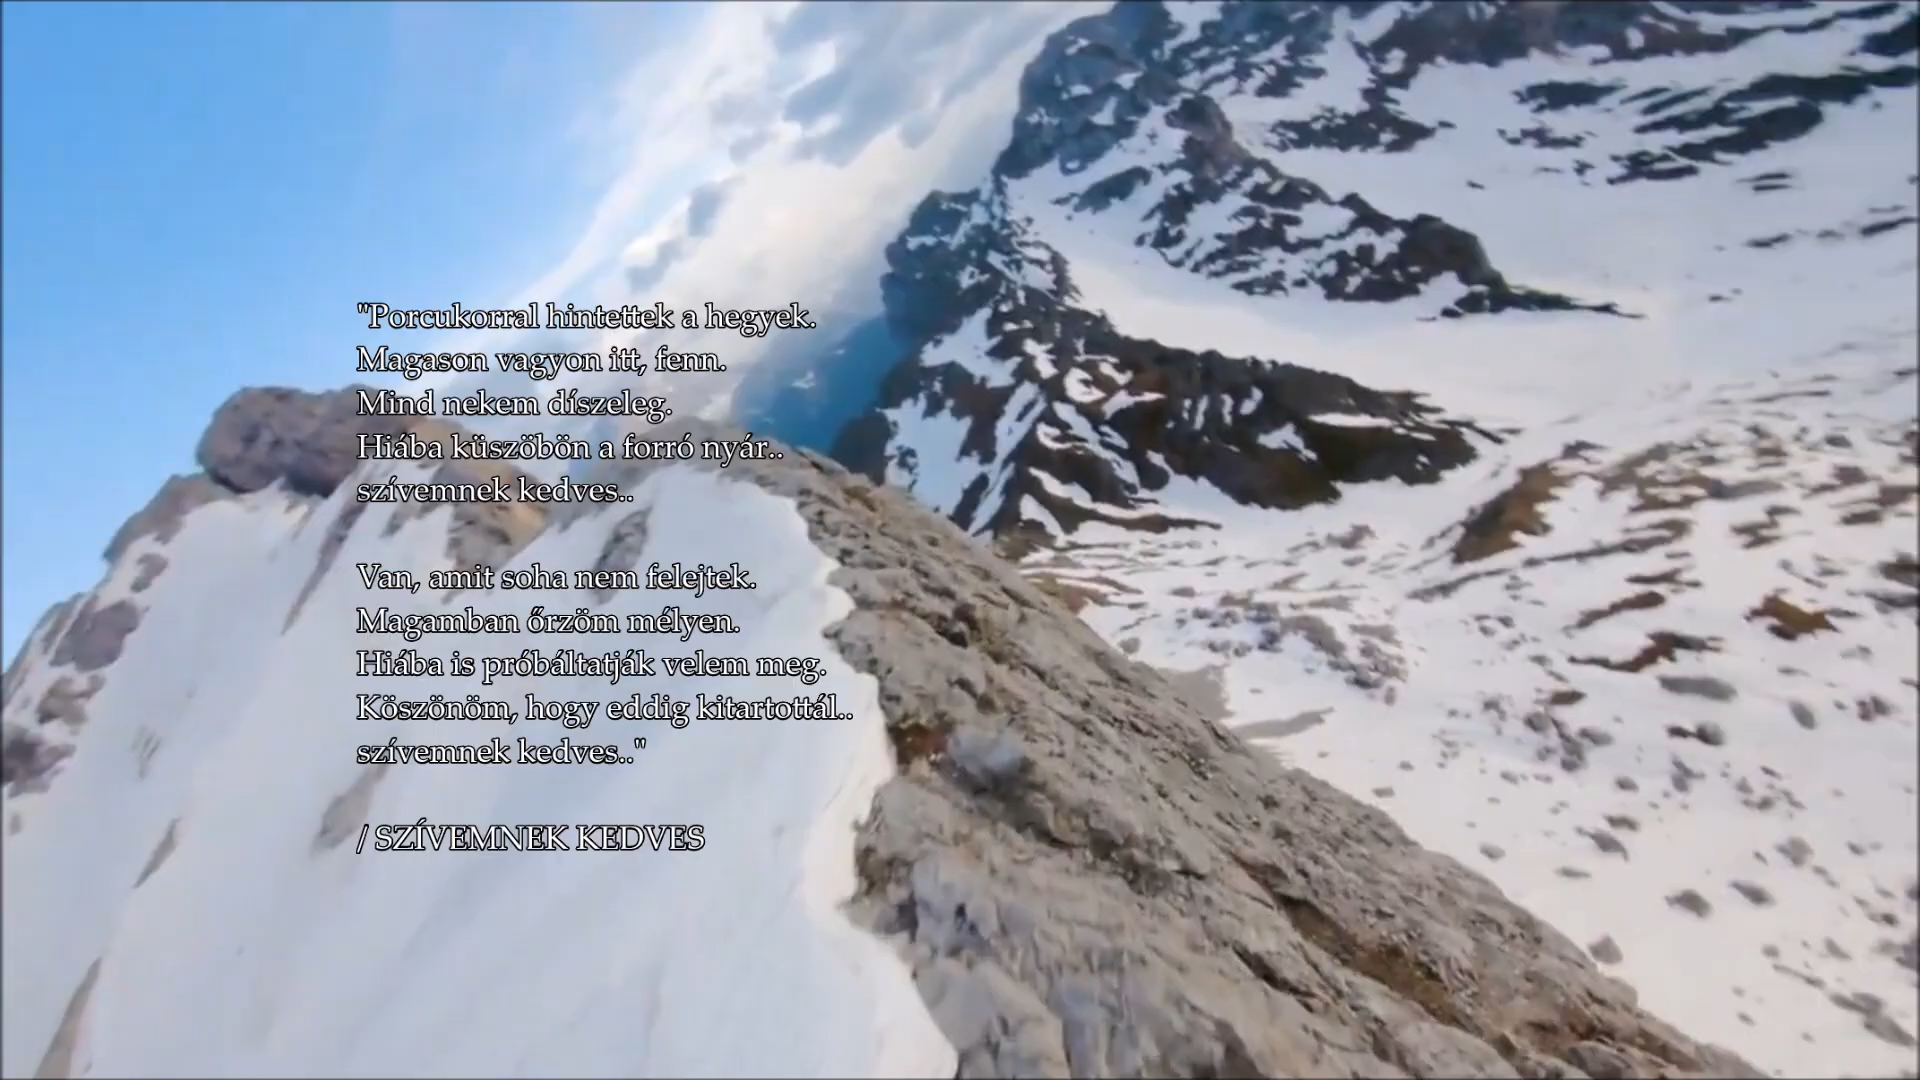 "Porcukorral hintettek a hegyek.
Magason vagyon itt, fenn.
Mind nekem díszeleg.
Hiába küszöbön a forró nyár..
szívemnek kedves..
Van, amit soha nem felejtek.
Magamban őrzöm mélyen.
Hiába is próbáltatják velem meg.
Köszönöm, hogy eddig kitartottál..
szívemnek kedves.."
/ SZÍVEMNEK KEDVES